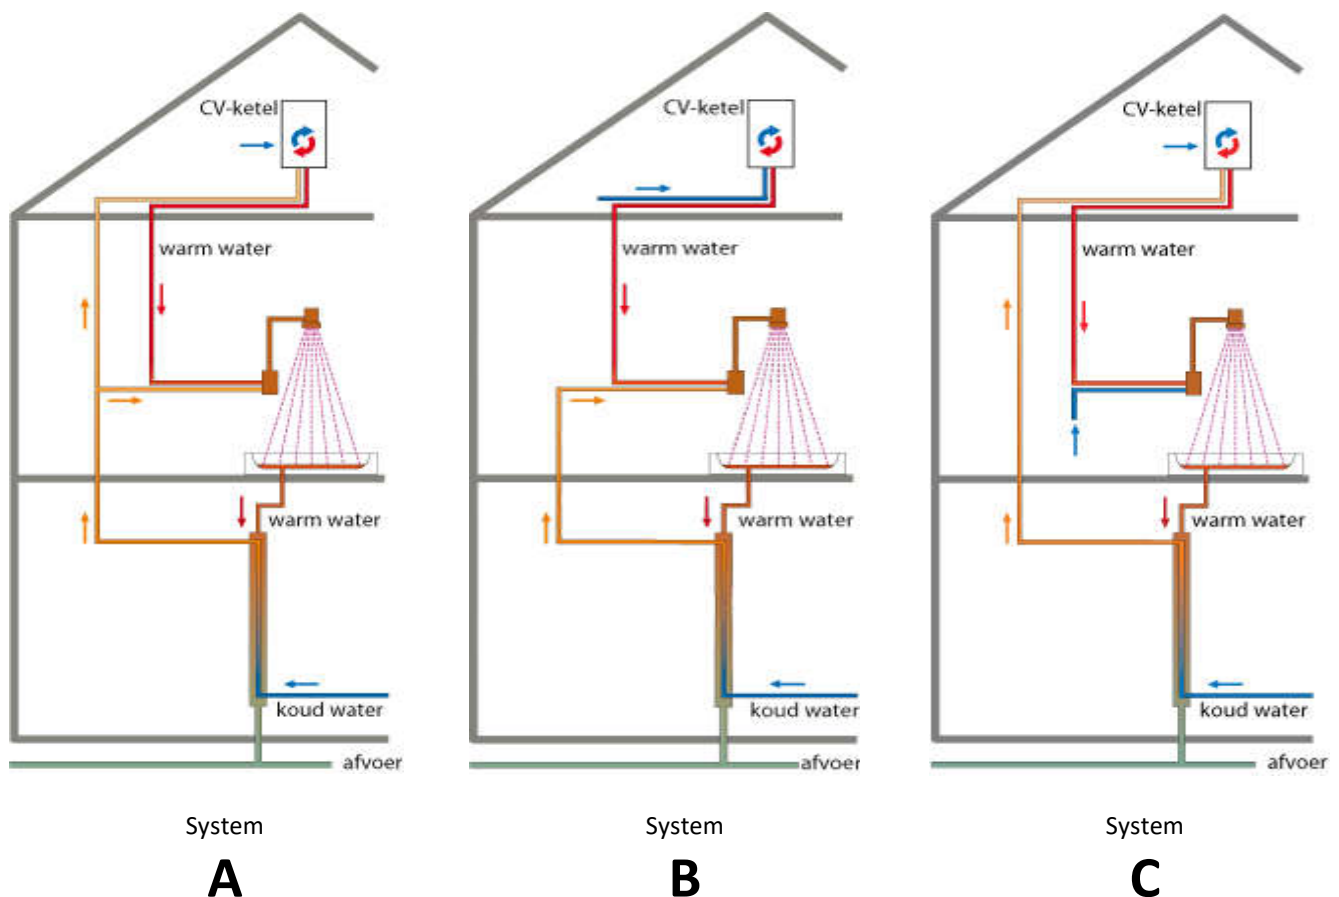 CV-ketel
warm water
warm water
koud water
afvoer
System
A
CV-ketel
warm water
warm water
koud water
afvoer
System
B
CV-ketel
warm water
warm water
koud water
afvoer
System
C